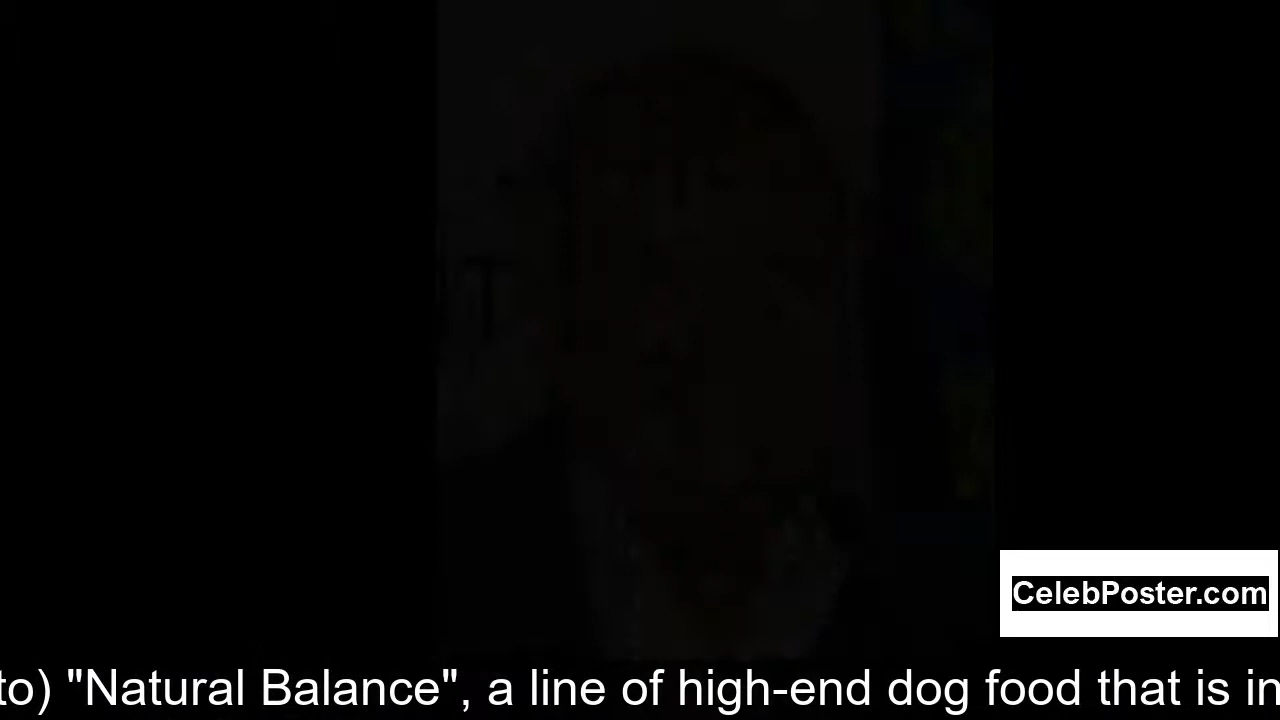 CelebPoster.com
to) "Natural Balance", a line of high-end dog food that is in